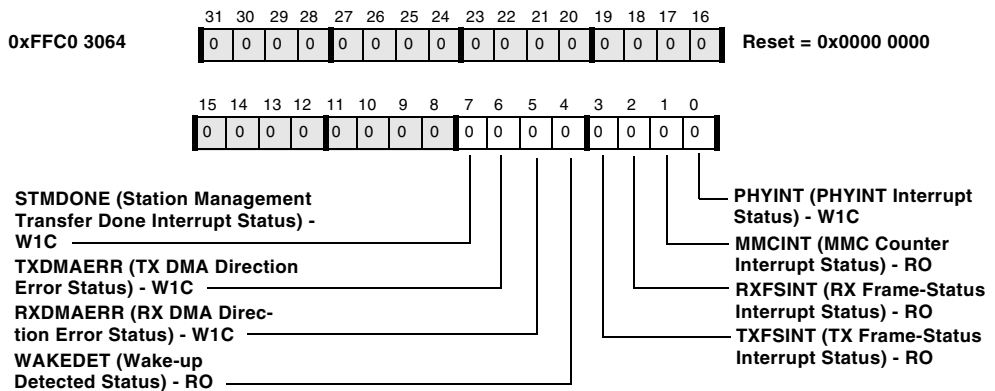 31 30 29 28 27 26 25 24 23 22 21 20 19 18 17 16
0xFFC0 3064
0 0 0 0 0 0 0 0 0 0 0 0 0 0 0 0
Reset = 0x0000 0000
15 14 13 12 11 10 9 8 7 6 5 4 3 2 1 0
0 0 0 0 0 0 0 0 0 0 0 0 0 0 0 0
STMDONE (Station Management
Transfer Done Interrupt Status) -
W1C
TXDMAERR (TX DMA Direction
Error Status) - W1C
RXDMAERR (RX DMA Direc-
tion Error Status) - W1C
WAKEDET (Wake-up
Detected Status) - RO
PHYINT (PHYINT Interrupt
Status) - W1C
MMCINT (MMC Counter
Interrupt Status) - RO
RXFSINT (RX Frame-Status
Interrupt Status) - RO
TXFSINT (TX Frame-Status
Interrupt Status) - RO